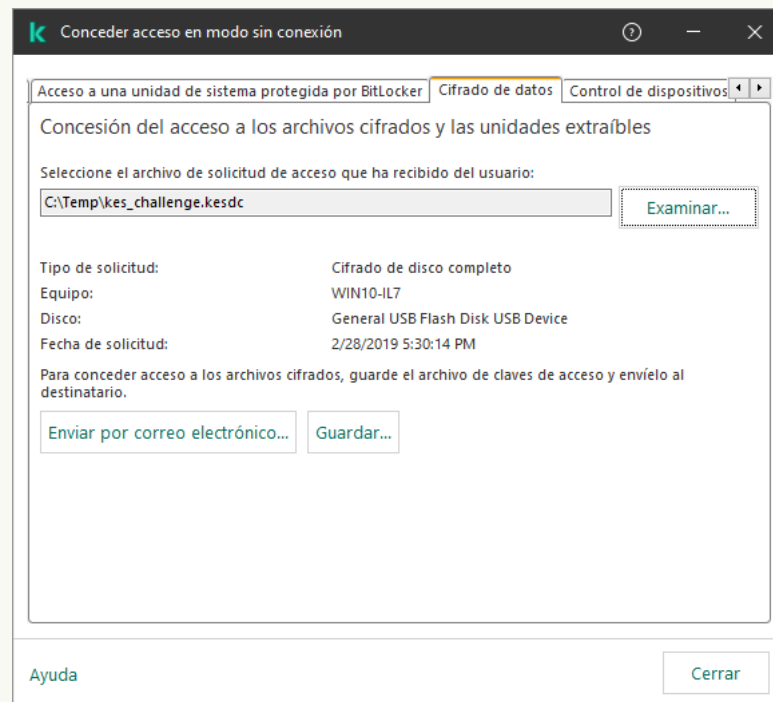 Conceder acceso en modo sin conexión
Acceso a una unidad de sistema protegida por BitLocker
Cifrado de datos
Control de dispositivos
Concesión del acceso a los archivos cifrados y las unidades extraíbles
Seleccione el archivo de solicitud de acceso que ha recibido del usuario:
C:\Temp\kes_challenge.kesdc
Examinar...
Tipo de solicitud: Cifrado de disco completo
Equipo: WIN10-IL7
Disco: General USB Flash Disk USB Device
Fecha de solicitud: 2/28/2019 5:30:14 PM
Para conceder acceso a los archivos cifrados, guarde el archivo de claves de acceso y envíelo al
destinatario.
Enviar por correo electrónico...
Guardar...
Ayuda
Cerrar